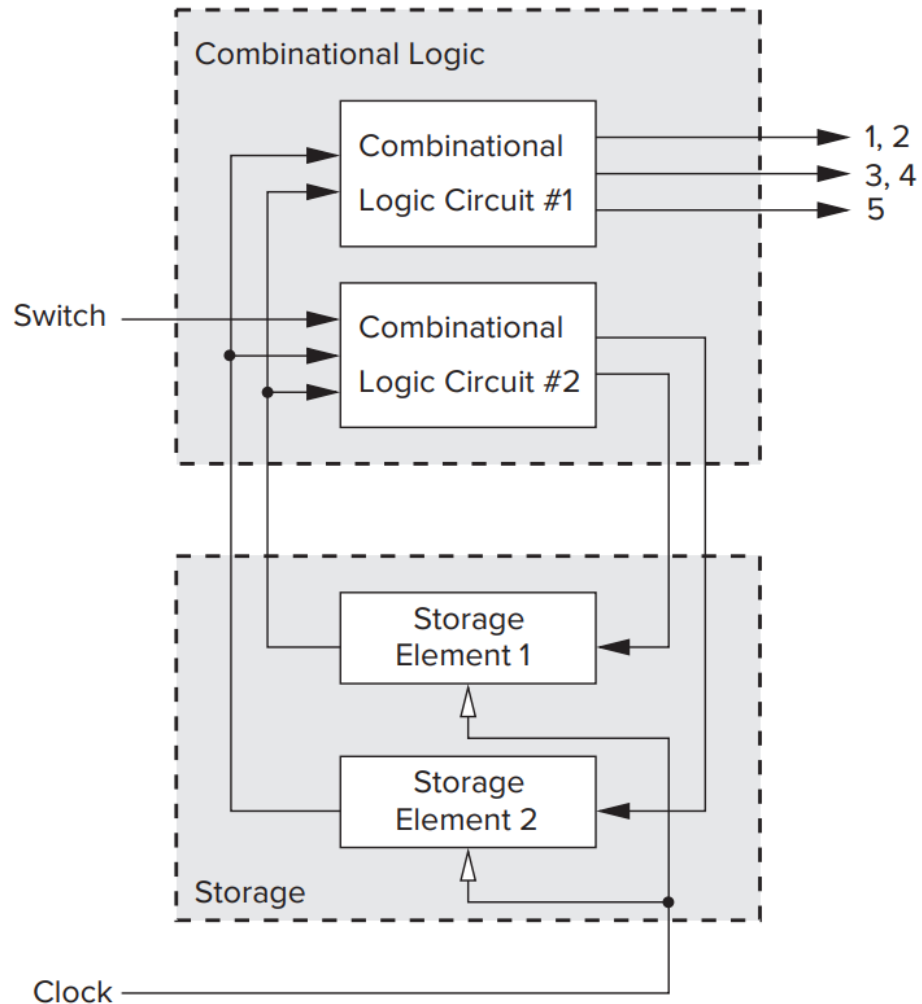 Combinational Logic
Combinational
Logic Circuit #1
1, 2
3, 4
5
Switch
Combinational
Logic Circuit #2
Storage
Element 1
Storage
Element 2
Storage
Clock